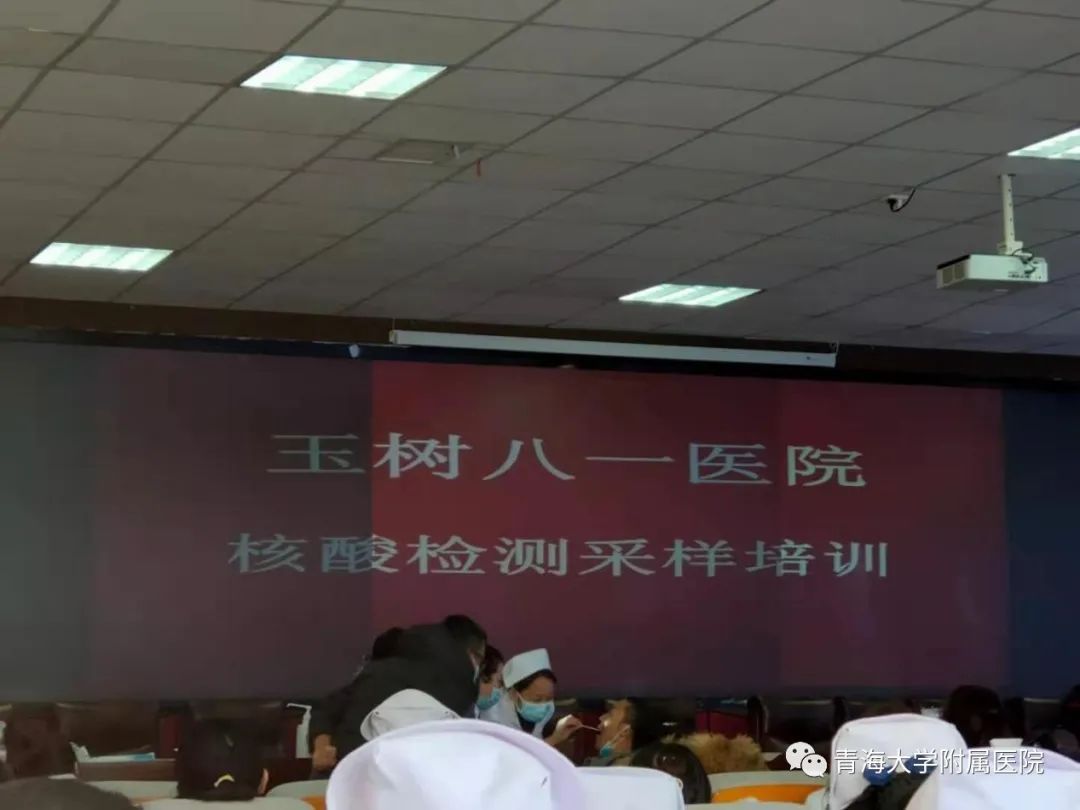 玉树八一医院
核酸检测采样培训
青海大学附属医院